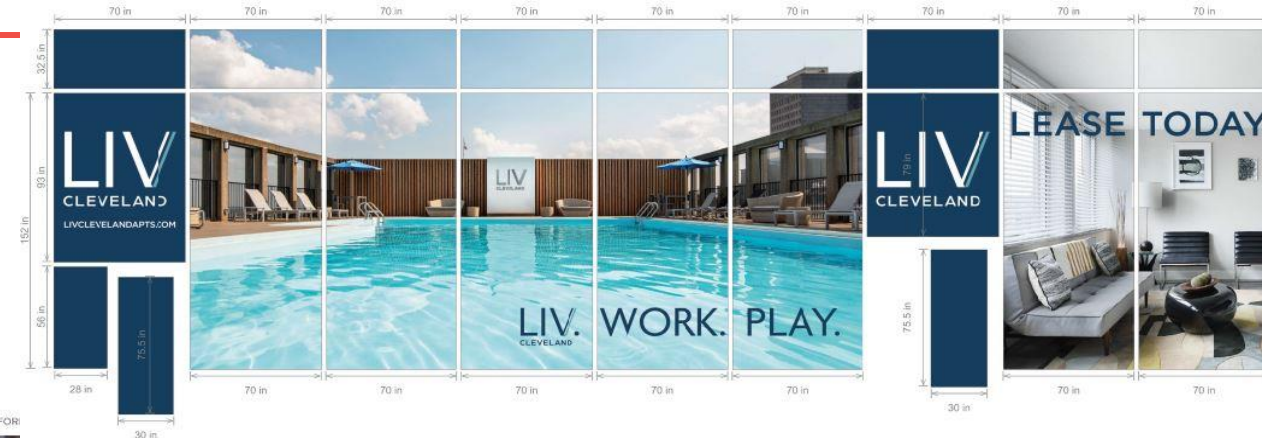 70 in 70 in 70 in 70 in 70 in 70 in 70 in 70 in 70 in
32.5 in
93 in
152 in
56 in
LIV
CLEVELAND
LIVCLEVELANDAPTS.COM
75.5 in
28 in
30 in
LIV
CLEVELAND
LIV. WORK. PLAY.
CLEVELAND
70 in 70 in 70 in 70 in 70 in
79 in
LIV
CLEVELAND
75.5 in
30 in
LEASE TODAY
70 in 70 in
FOR